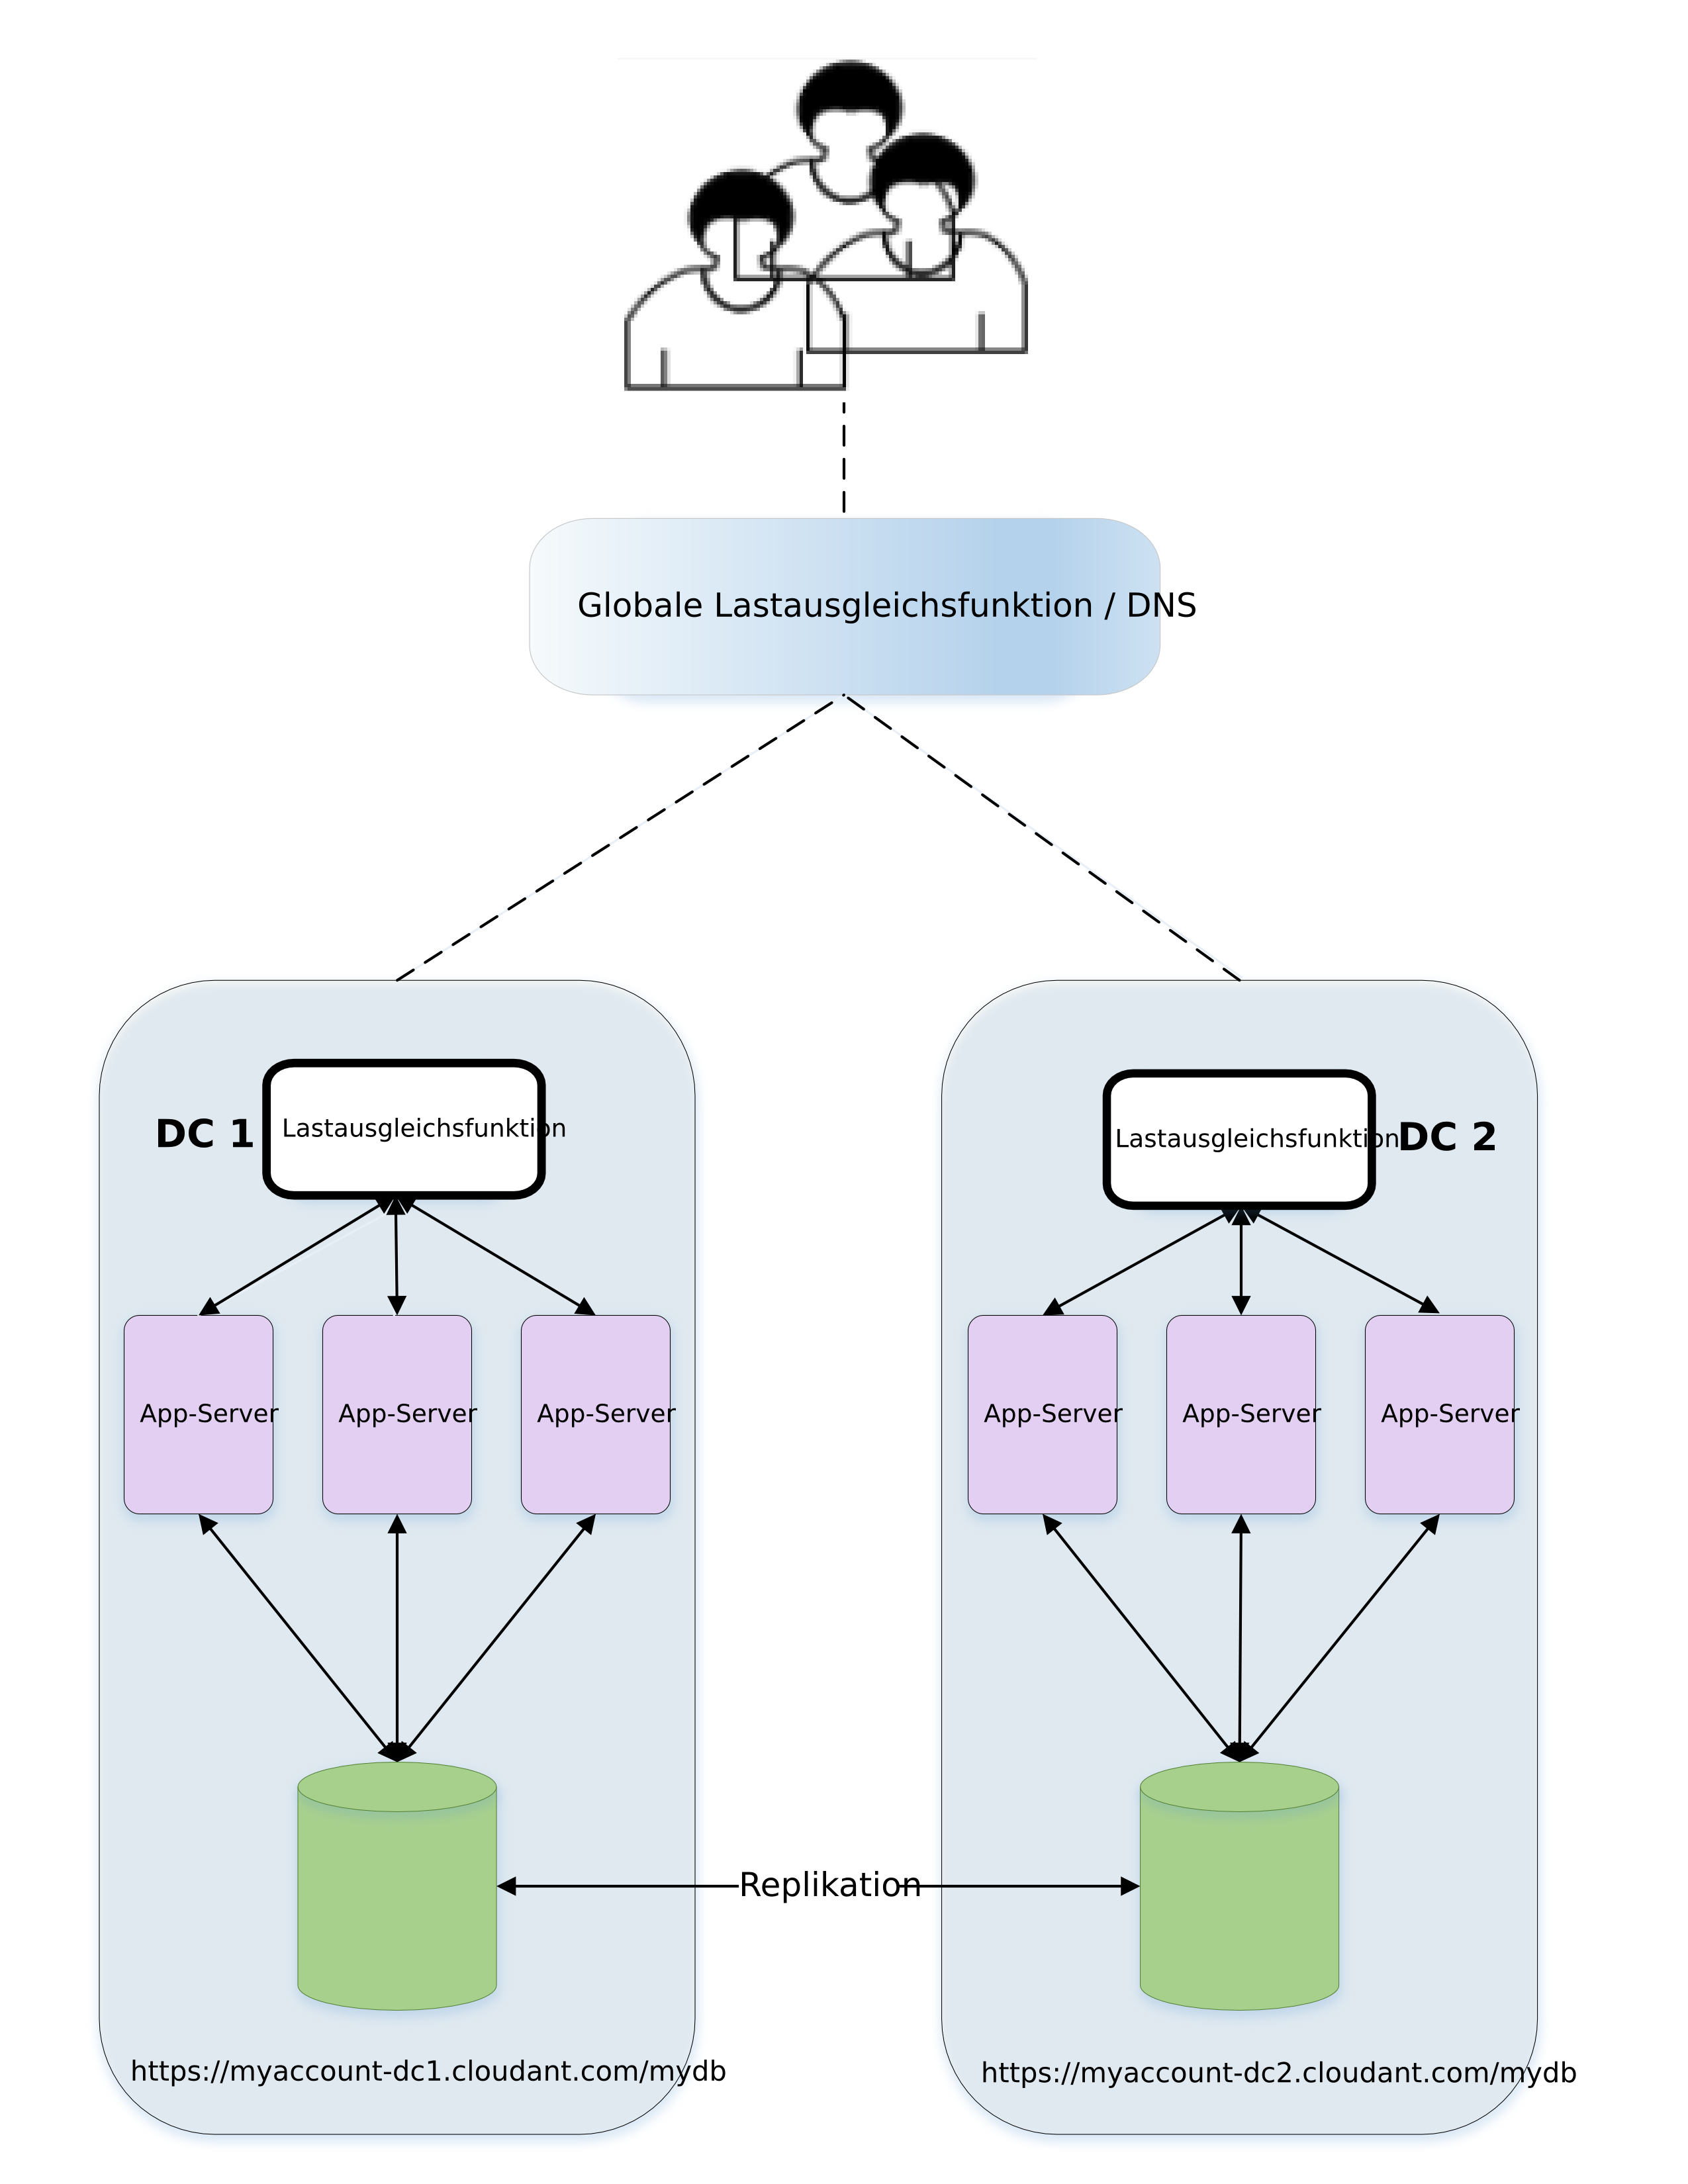 Globale Lastausgleichsfunktion / DNS
DC 1
Lastausgleichsfunktion
Lastausgleichsfunktion
DC 2
App-Server
App-Server
App-Server
App-Server
App-Server
App-Server
Replikation
https://myaccount-dc1.cloudant.com/mydb
https://myaccount-dc2.cloudant.com/mydb